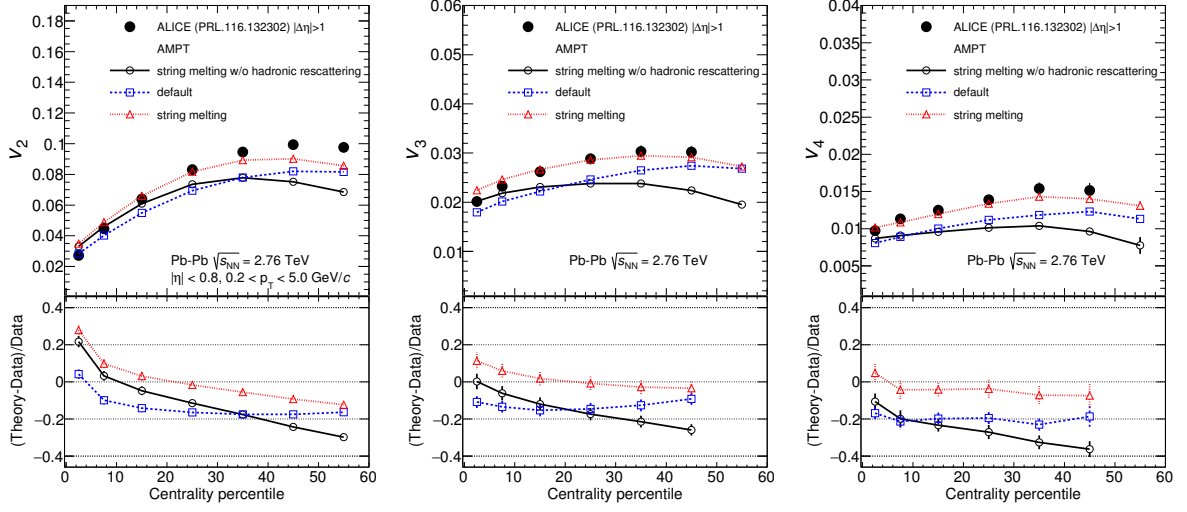 v2
0.18
0.16
0.14
0.12
0.1
0.08
0.06
0.04
0.02
ALICE (PRL.116.132302) |Δη|>1
AMPT
string melting w/o hadronic rescattering
default
string melting
Pb-Pb √sNN = 2.76 TeV
|η| < 0.8, 0.2 < pT < 5.0 GeV/c
(Theory-Data)/Data
0.4
0.2
0
−0.2
−0.4
0 10 20 30 40 50 60
Centrality percentile
v3
0.06
0.05
0.04
0.03
0.02
0.01
ALICE (PRL.116.132302) |Δη|>1
AMPT
string melting w/o hadronic rescattering
default
string melting
Pb-Pb √sNN = 2.76 TeV
(Theory-Data)/Data
0.4
0.2
0
−0.2
−0.4
0 10 20 30 40 50 60
Centrality percentile
v4
0.04
0.035
0.03
0.025
0.02
0.015
0.01
0.005
ALICE (PRL.116.132302) |Δη|>1
AMPT
string melting w/o hadronic rescattering
default
string melting
Pb-Pb √sNN = 2.76 TeV
(Theory-Data)/Data
0.4
0.2
0
−0.2
−0.4
0 10 20 30 40 50 60
Centrality percentile